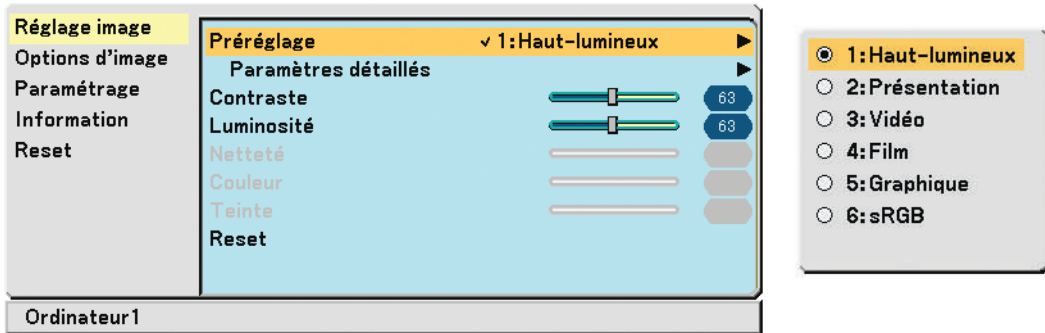 Réglage image
Options d'image
Paramétrage
Information
Reset
Préréglage ✓ 1:Haut-lumineux
Paramètres détaillés
Contraste 63
Luminosité 63
Netteté
Couleur
Teinte
Reset
Ordinateur1
1:Haut-lumineux
2:Présentation
3:Vidéo
4:Film
5:Graphique
6:sRGB